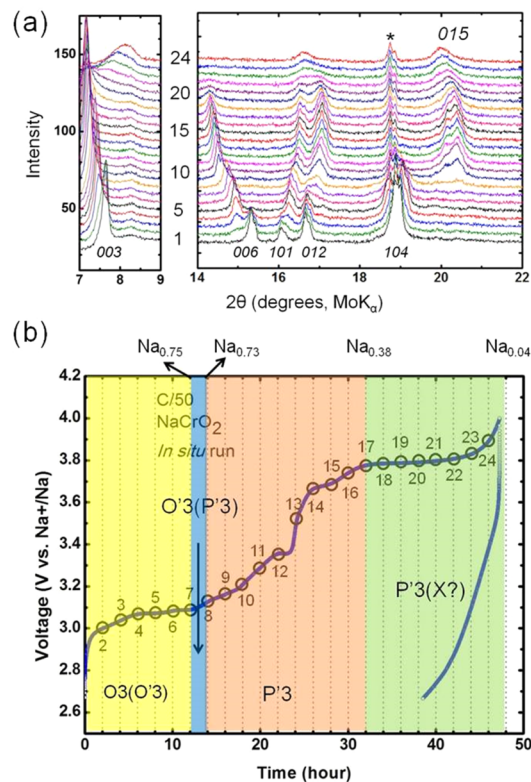 (a)
150
100
50
Intensity
24
20
15
10
5
1
*
015
003
006
101
012
104
7 8 9 14 16 18 20 22
2θ (degrees, MoKα)
(b)
Na0.75
Na0.73
Na0.38
Na0.04
4.2
4.0
3.8
3.6
3.4
3.2
3.0
2.8
2.6
Voltage (V vs. Na+/Na)
C/50
NaCrO2
In situ run
O'3(P'3)
O3(O'3)
P'3
P'3(X?)
2
3
4
5
6
7
8
9
10
11
12
13
14
15
16
17
18
19
20
21
22
23
24
0 10 20 30 40 50
Time (hour)